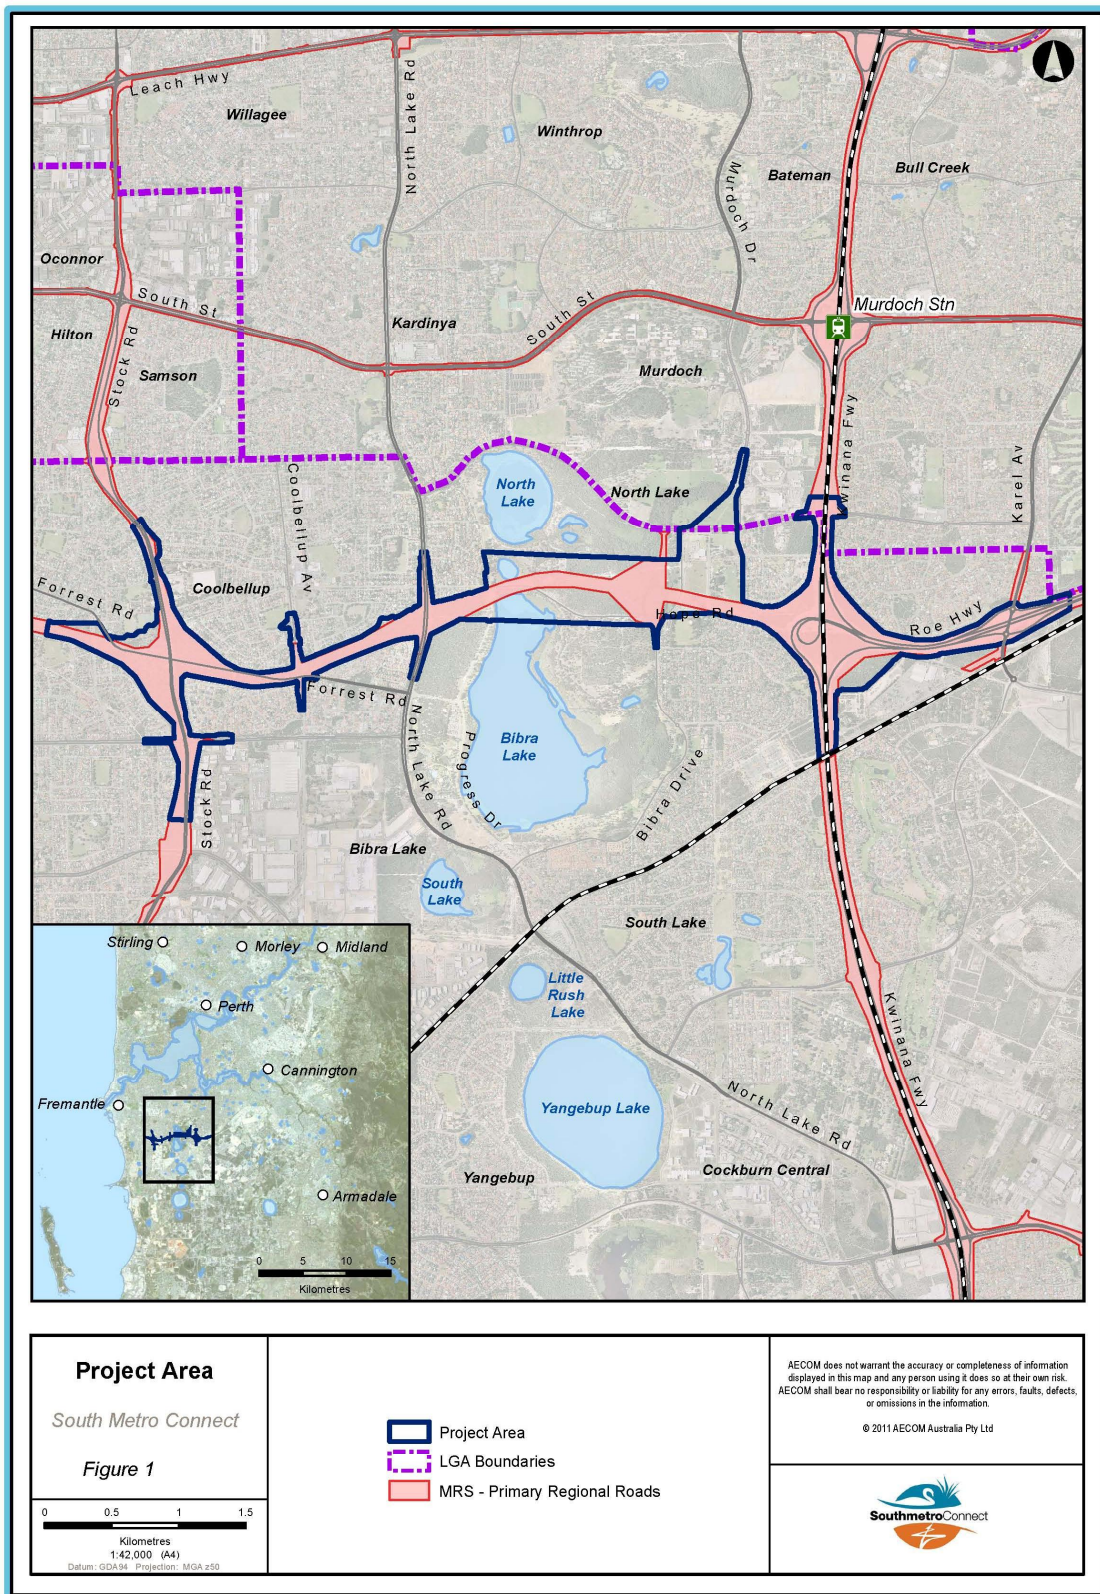 Leach Hwy
Willagee
North Lake Rd
Winthrop
Murdoch Dr
Bateman
Bull Creek
Oconnor
South St
Hilton
Stock Rd
Samson
Kardinya
South St
Murdoch Stn
Murdoch
Kwinana Fwy
Karel Av
Coolbellup Av
North
Lake
North Lake
Forrest Rd
Coolbellup
Hope Rd
Roe Hwy
Forrest Rd
North Lake Rd
Progress Dr
Bibra
Lake
Bibra Drive
Stock Rd
Bibra Lake
South
Lake
South Lake
Little
Rush
Lake
Kwinana Fwy
Yangebup Lake
North Lake Rd
Yangebup
Cockburn Central
Stirling
Morley
Midland
Perth
Cannington
Fremantle
Armadale
0 5 10 15
Kilometres
Project Area
South Metro Connect
Figure 1
0 0.5 1 1.5
Kilometres
1:42,000 (A4)
Datum: GDA94 Projection: MGA z50
Project Area
LGA Boundaries
MRS - Primary Regional Roads
AECOM does not warrant the accuracy or completeness of information
displayed in this map and any person using it does so at their own risk.
AECOM shall bear no responsibility or liability for any errors, faults, defects,
or omissions in the information.
© 2011 AECOM Australia Pty Ltd
SouthmetroConnect